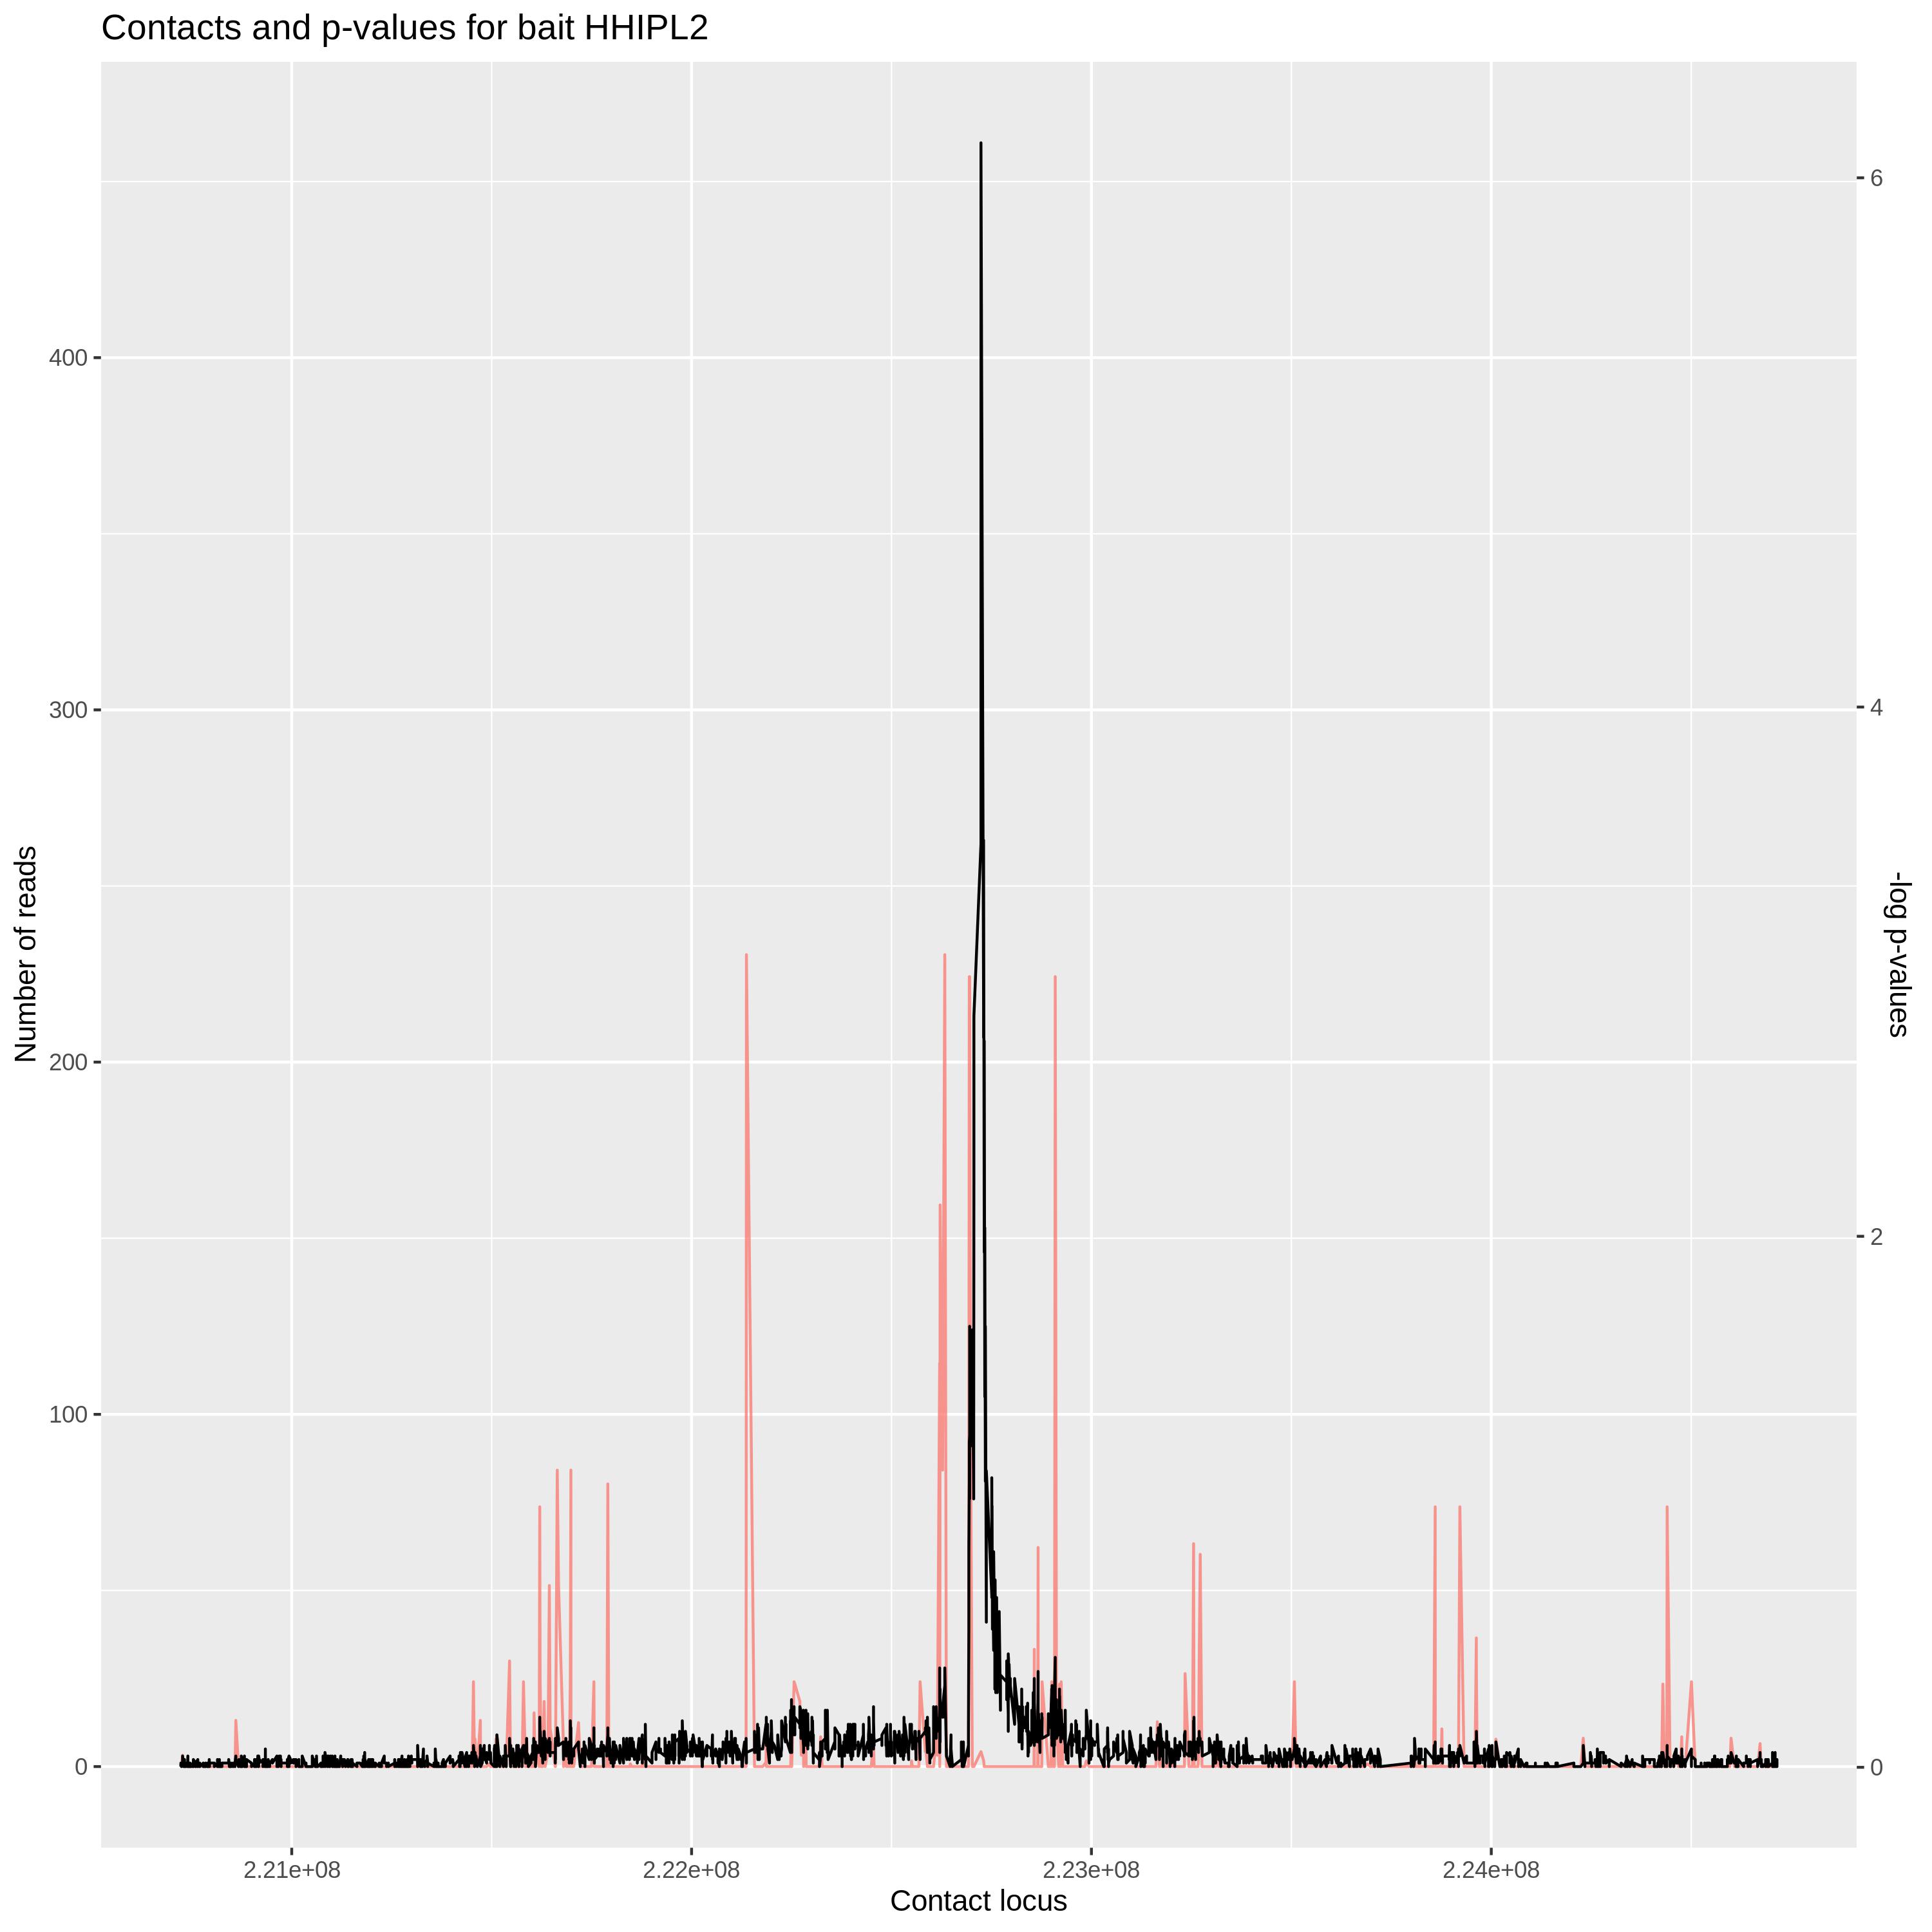 Contacts and p-values for bait HHIPL2
Number of reads
400
300
200
100
0
6
4
2
0
-log p-values
2.21e+08
2.22e+08
2.23e+08
2.24e+08
Contact locus